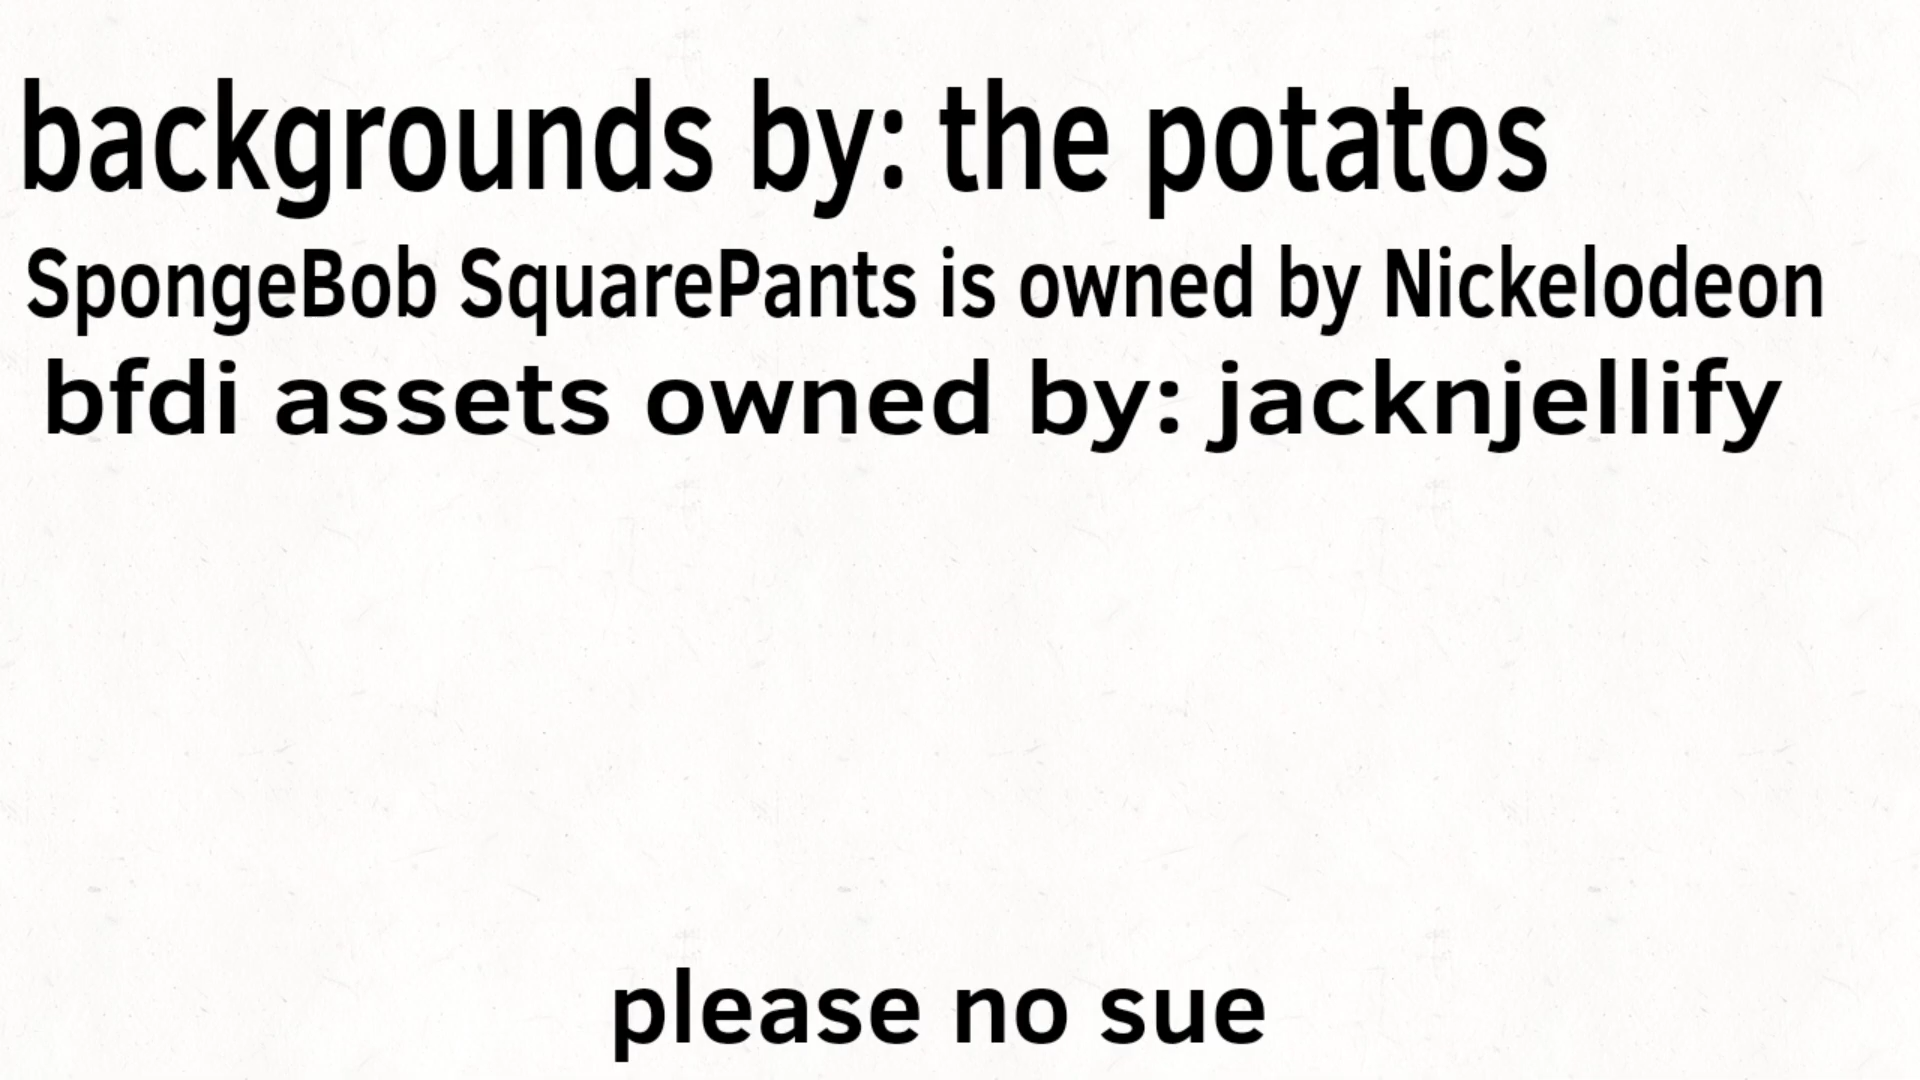 backgrounds by: the potatos
SpongeBob SquarePants is owned by Nickelodeon
bfdi assets owned by: jacknjellify
please no sue